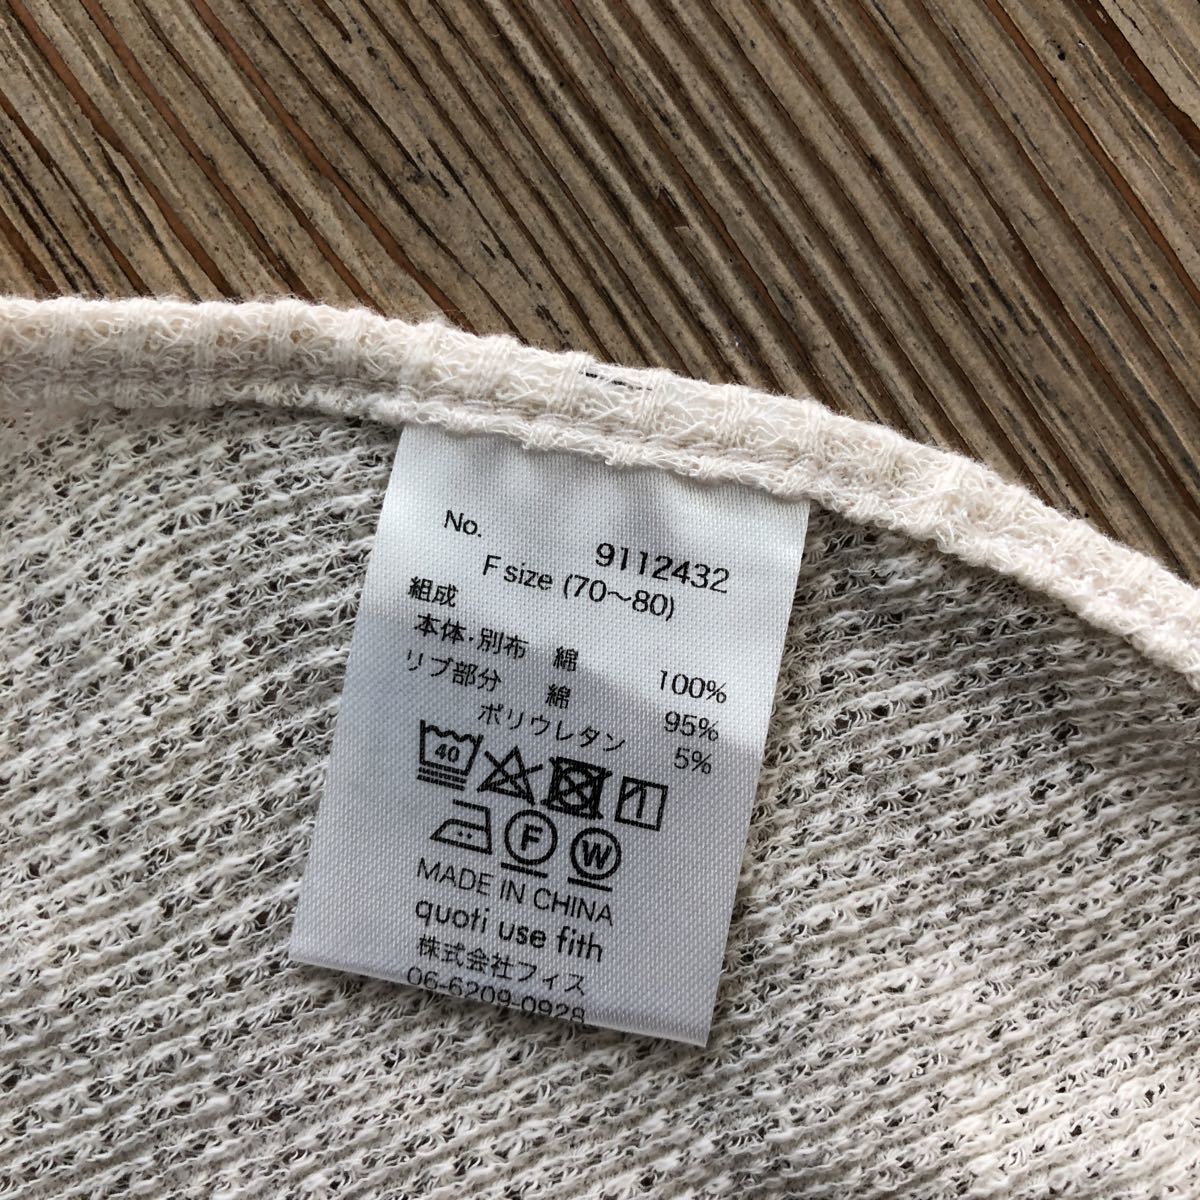 No. 9112432
F size (70～80)
組成
本体・別布 綿 100%
リブ部分 綿 95%
ポリウレタン 5%
40
F W
MADE IN CHINA
quoti use fith
株式会社フィス
06-6209-0928